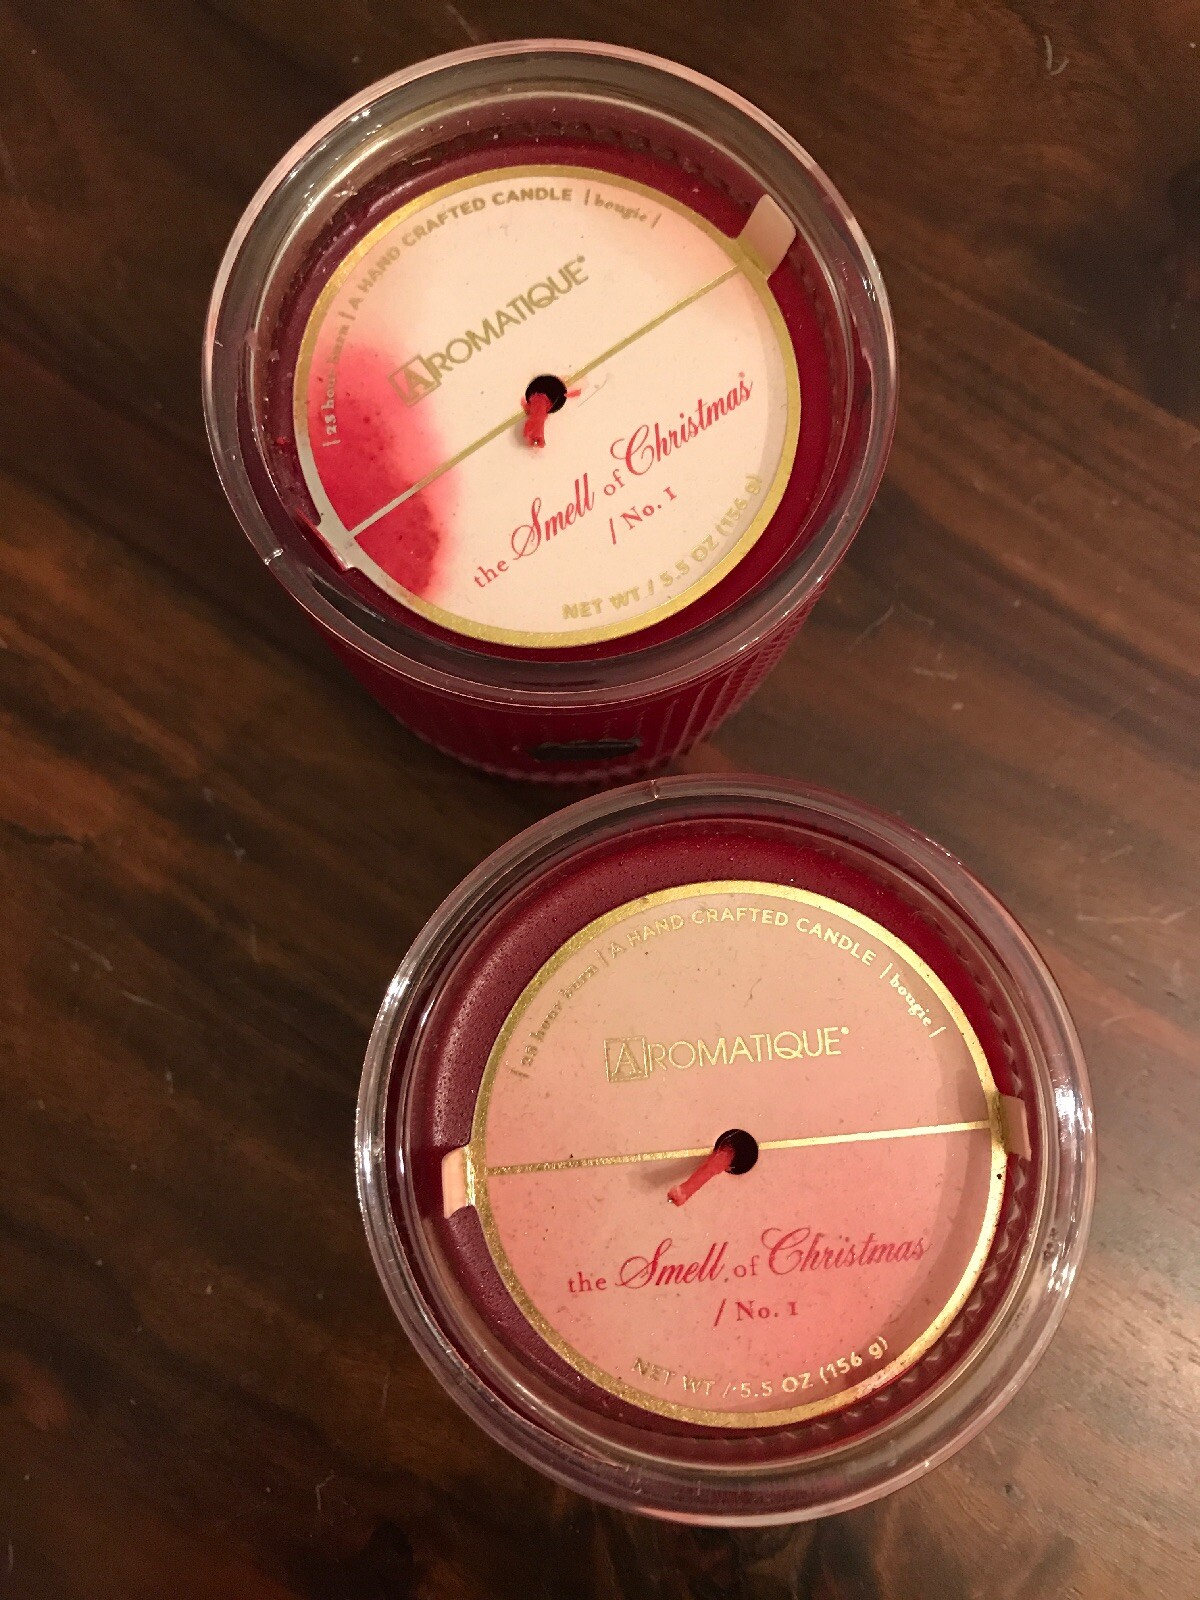 | 23 hour burn | A HAND CRAFTED CANDLE | bougie |
AROMATIQUE®
the Smell of Christmas®
/ No. 1
NET WT / 5.5 OZ (156 g)
| 23 hour burn | A HAND CRAFTED CANDLE | bougie |
AROMATIQUE®
the Smell of Christmas®
/ No. 1
NET WT / 5.5 OZ (156 g)